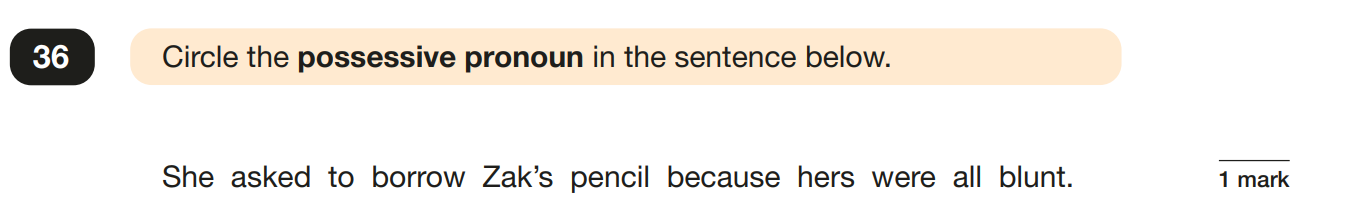 36 Circle the possessive pronoun in the sentence below.
She asked to borrow Zak’s pencil because hers were all blunt.
1 mark